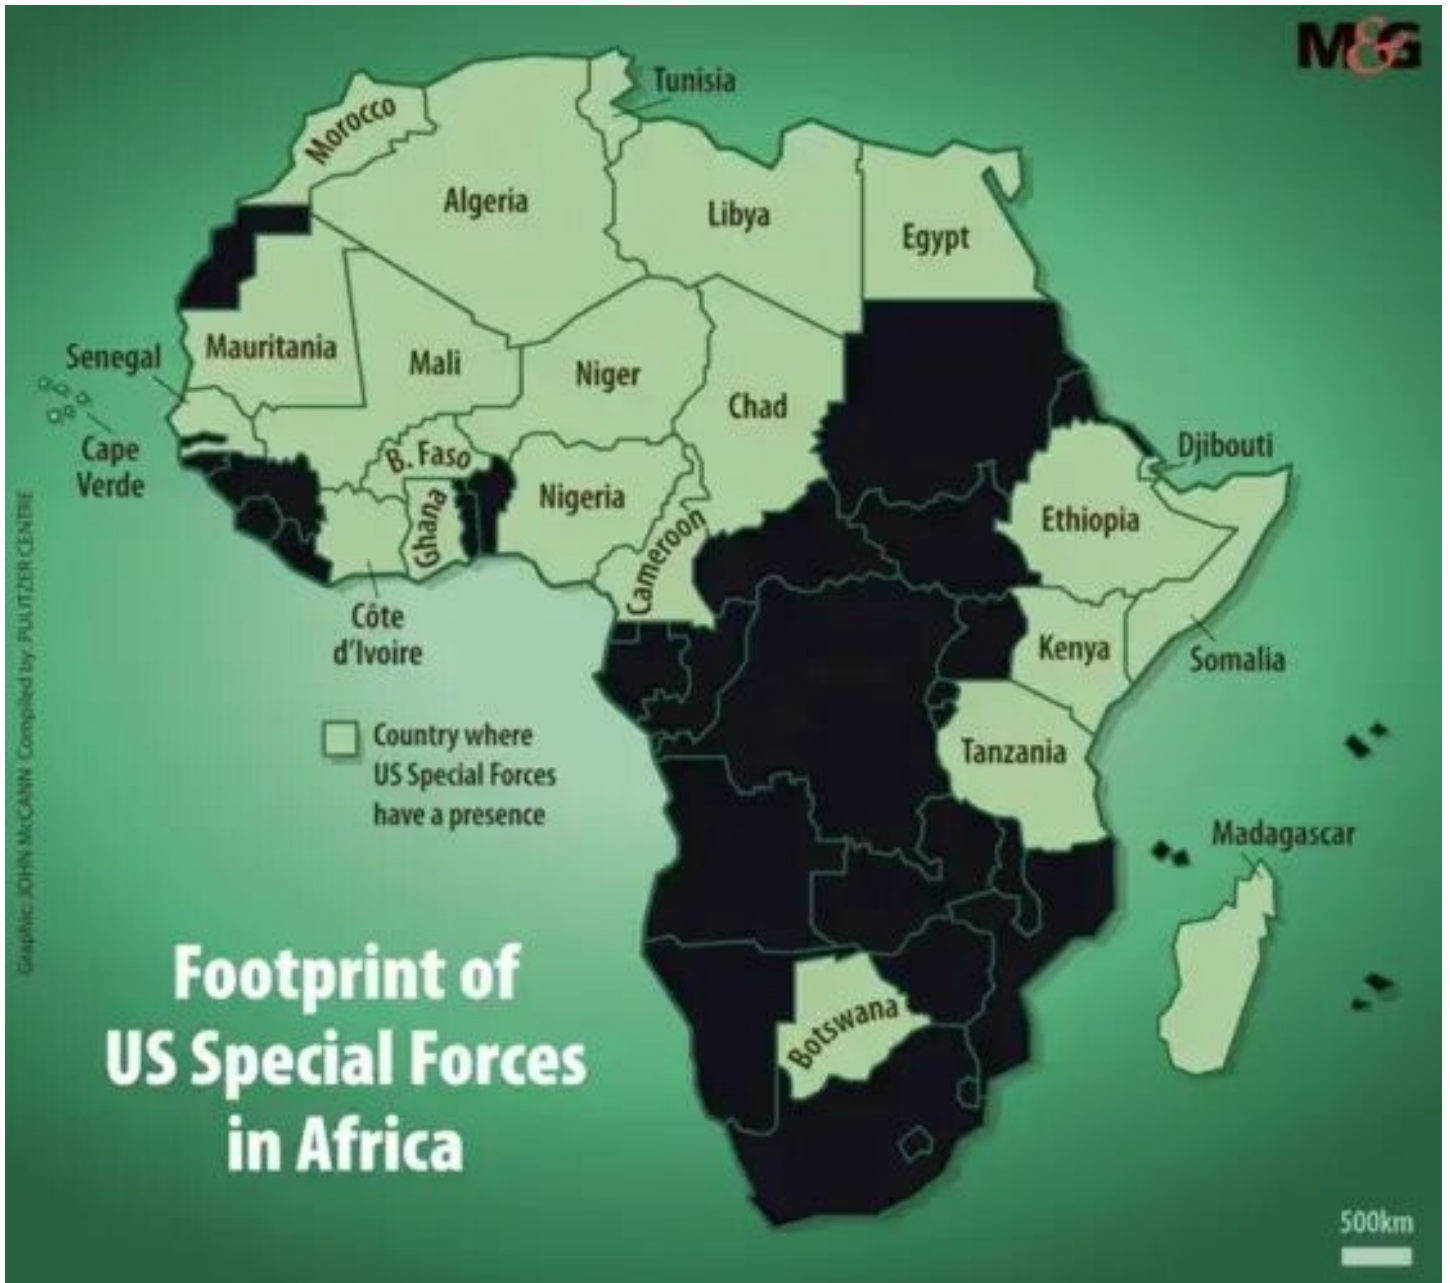 M&G
Tunisia
Morocco
Algeria
Libya
Egypt
Senegal
Mauritania
Mali
Niger
Chad
Cape
Verde
B. Faso
Djibouti
Nigeria
Ghana
Cameroon
Ethiopia
Côte
d'Ivoire
Kenya
Somalia
Country where
US Special Forces
have a presence
Tanzania
Madagascar
Botswana
Footprint of
US Special Forces
in Africa
500km
Graphic: JOHN McCANN Compiled by: PULITZER CENTRE